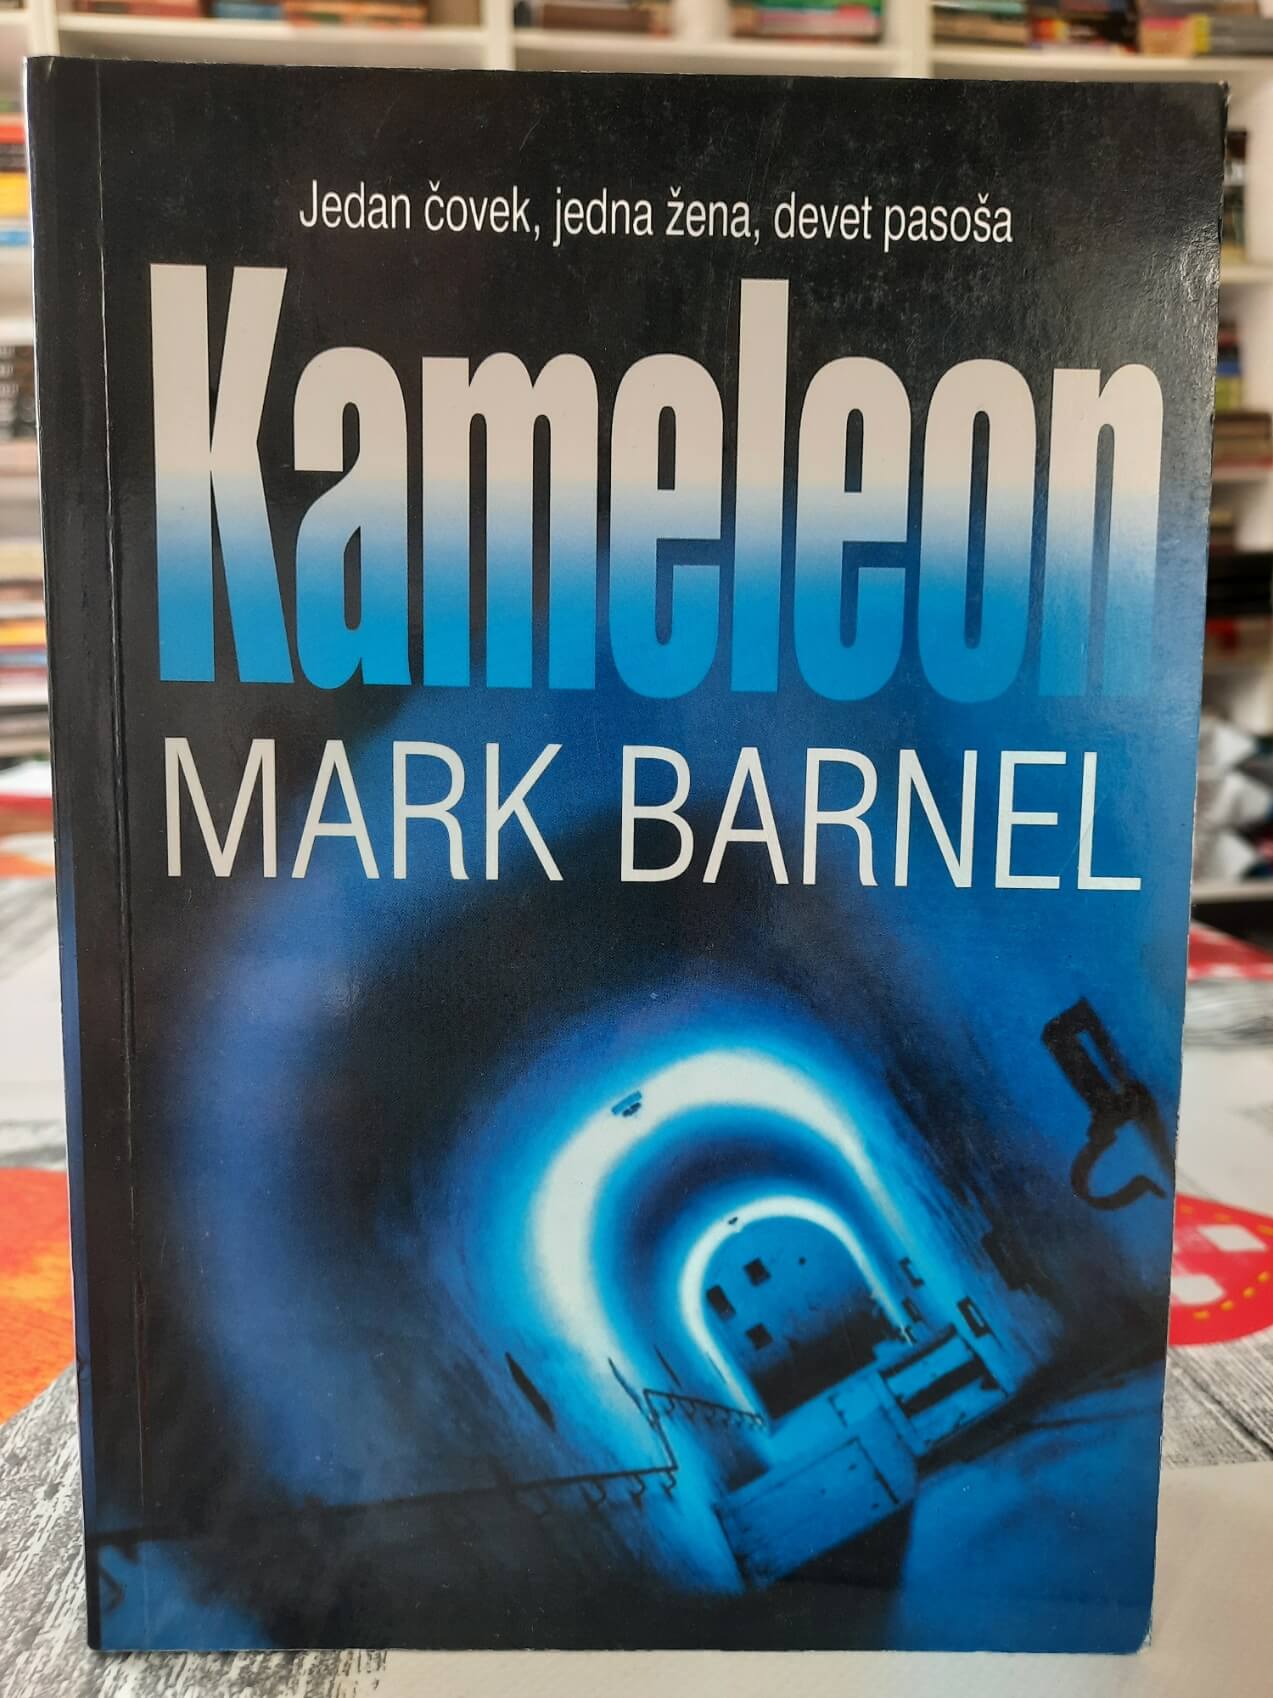 Jedan čovek, jedna žena, devet pasoša
Kameleon
MARK BARNEL